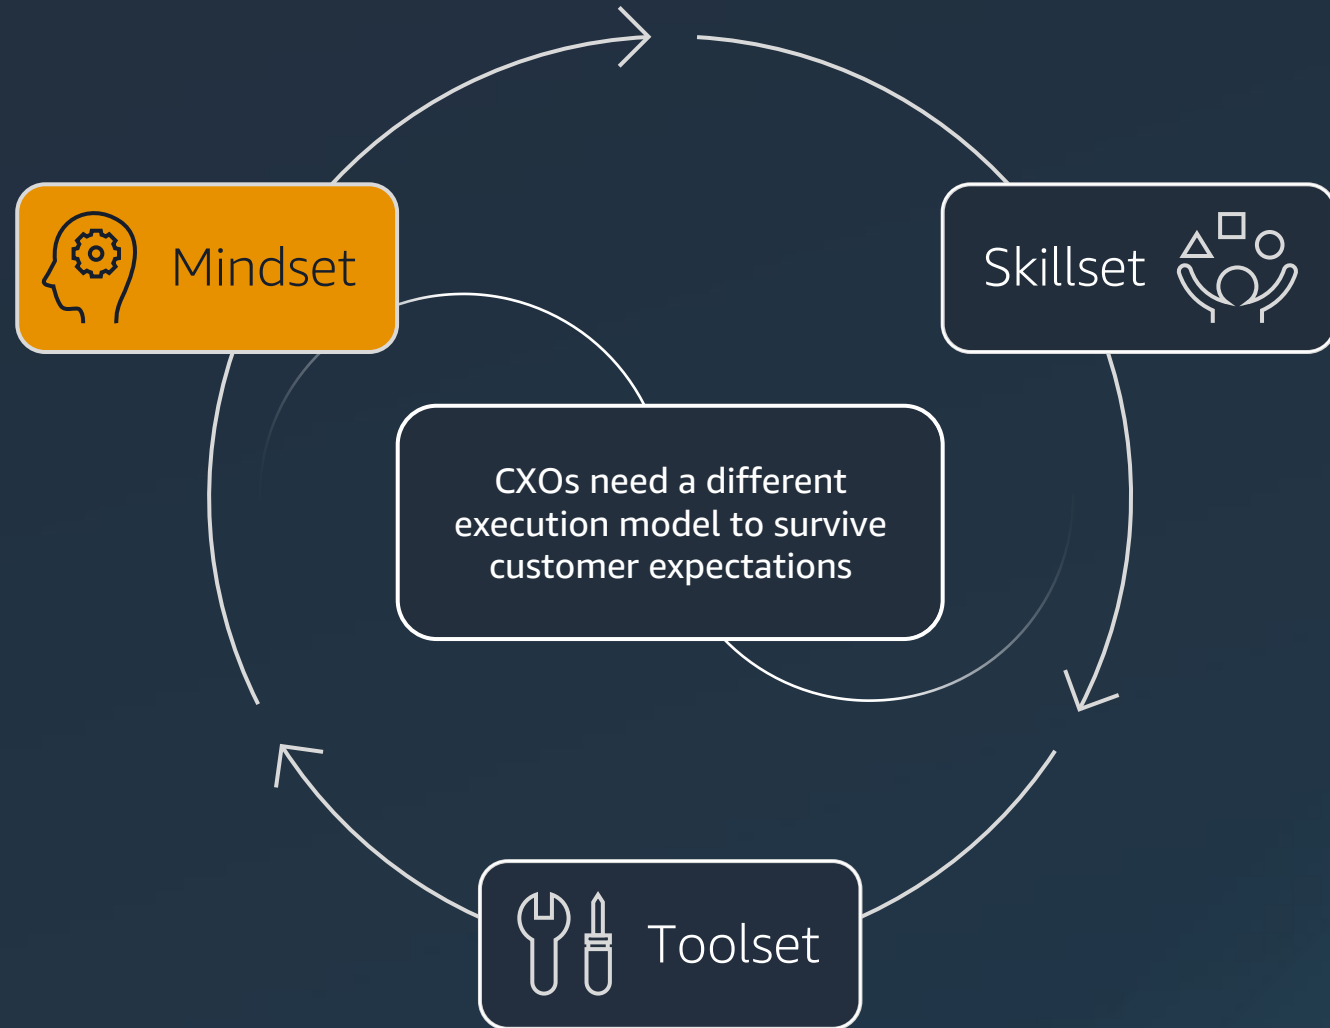 Mindset
Skillset
CXOs need a different
execution model to survive
customer expectations
Toolset